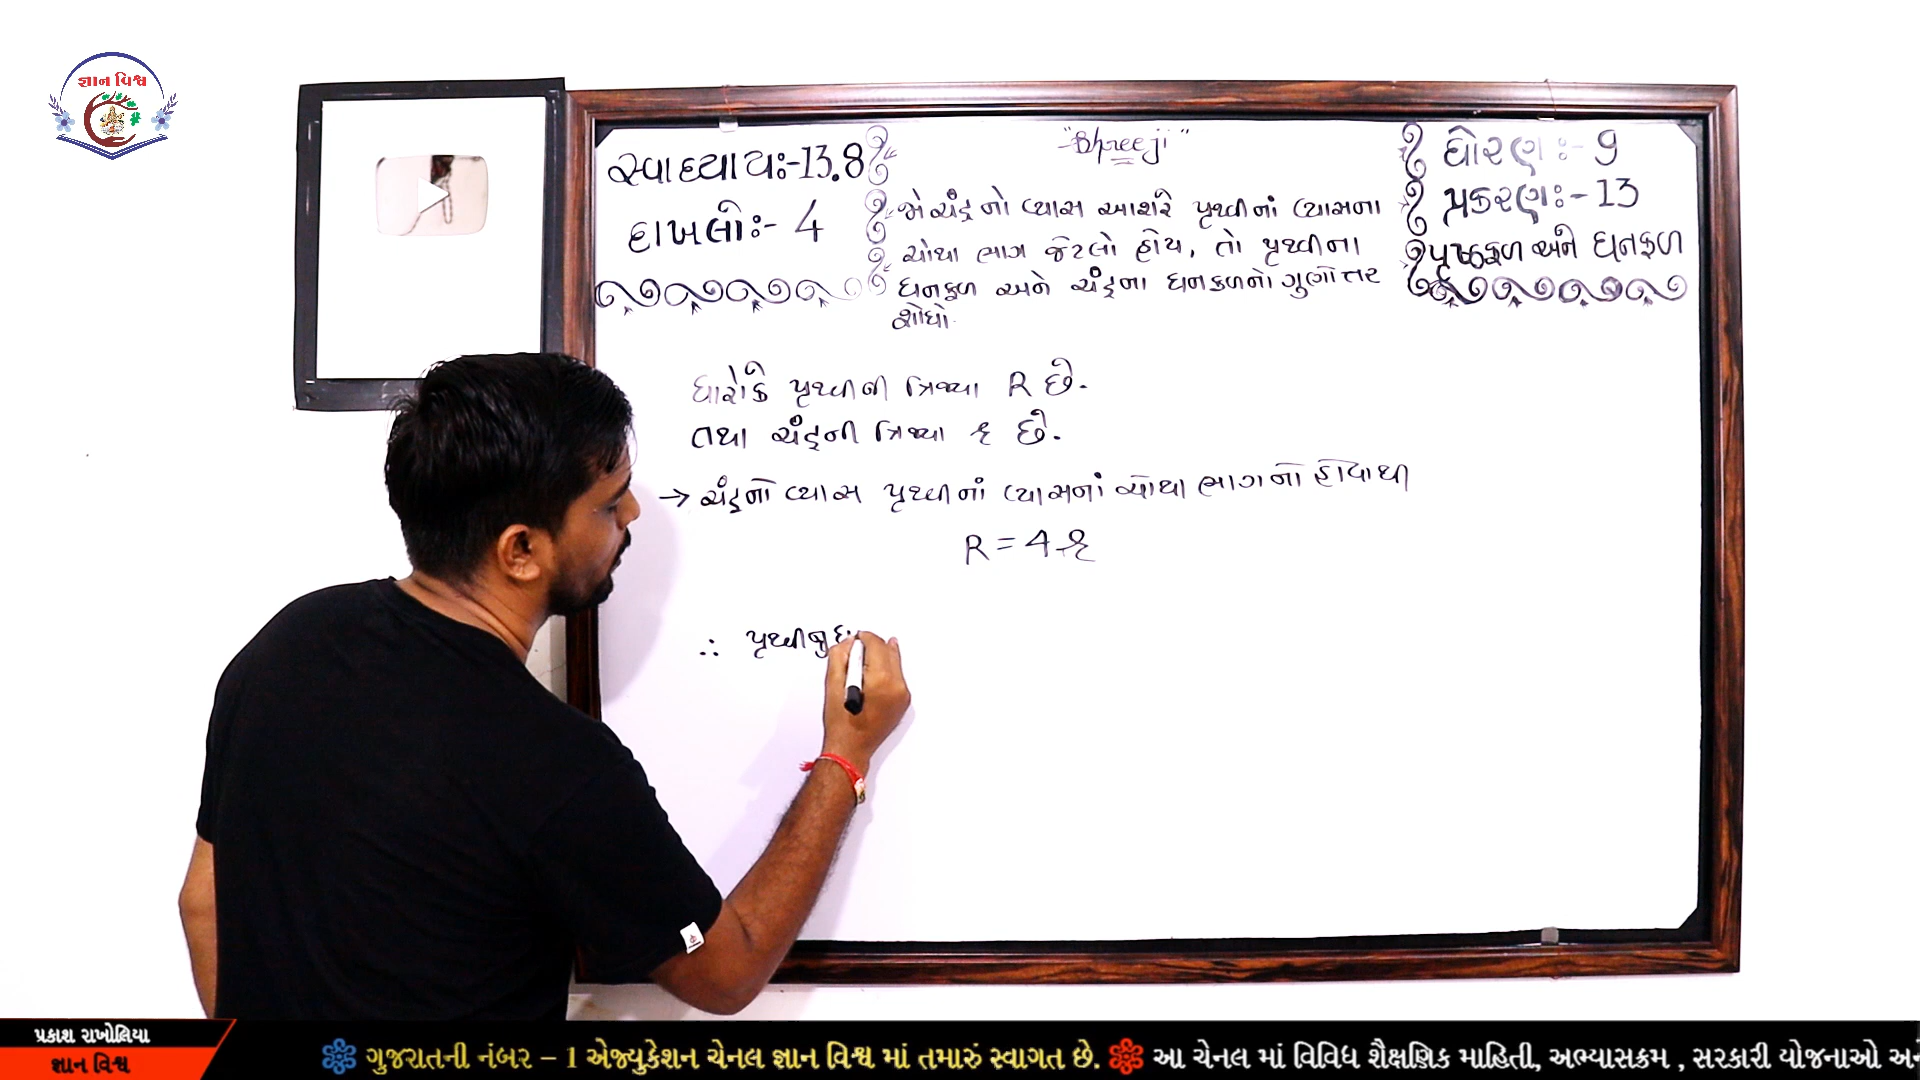 જ્ઞાન વિશ્વ
સ્વાધ્યાયઃ-13.8
દાખલોઃ- 4
"Shreeji"
જો ચંદ્રનો વ્યાસ આશરે પૃથ્વીનાં વ્યાસના
ચોથા ભાગ જેટલો હોય, તો પૃથ્વીના
ઘનફળ અને ચંદ્રના ઘનફળનો ગુણોત્તર
શોધો.
ધોરણઃ- 9
પ્રકરણઃ- 13
પૃષ્ઠફળ અને ઘનફળ
ધારોકે પૃથ્વીની ત્રિજ્યા R છે.
તથા ચંદ્રની ત્રિજ્યા r છે.
→ ચંદ્રનો વ્યાસ પૃથ્વીનાં વ્યાસનાં ચોથા ભાગનો હોવાથી
R = 4r
∴ પૃથ્વીનુ ઘ
પ્રકાશ રાખોલિયા
જ્ઞાન વિશ્વ
ગુજરાતની નંબર – 1 એજ્યુકેશન ચેનલ જ્ઞાન વિશ્વ માં તમારું સ્વાગત છે. આ ચેનલ માં વિવિધ શૈક્ષણિક માહિતી, અભ્યાસક્રમ , સરકારી યોજનાઓ અને